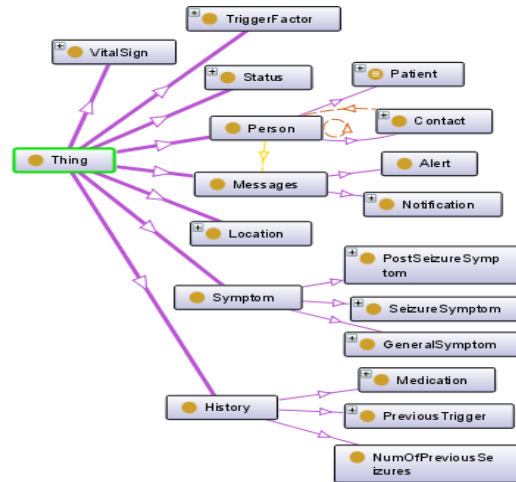 TriggerFactor
VitalSign
Status
Patient
Person
Contact
Thing
Alert
Messages
Notification
Location
PostSeizureSymp
tom
Symptom
SeizureSymptom
GeneralSymptom
Medication
History
PreviousTrigger
NumOfPreviousSe
izures